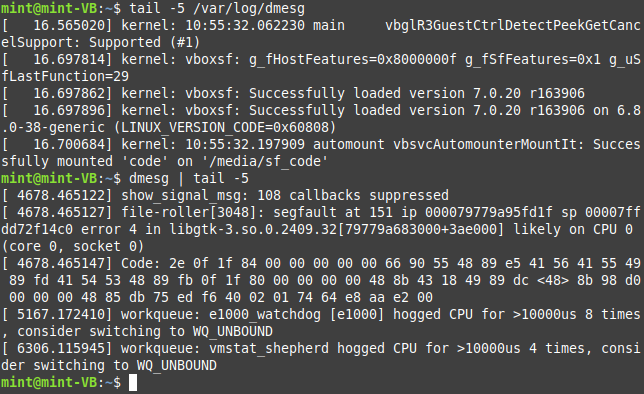 mint@mint-VB:~$ tail -5 /var/log/dmesg
[   16.565020] kernel: 10:55:32.062230 main     vbglR3GuestCtrlDetectPeekGetCanc
elSupport: Supported (#1)
[   16.697814] kernel: vboxsf: g_fHostFeatures=0x8000000f g_fSfFeatures=0x1 g_uS
fLastFunction=29
[   16.697862] kernel: vboxsf: Successfully loaded version 7.0.20 r163906
[   16.697896] kernel: vboxsf: Successfully loaded version 7.0.20 r163906 on 6.8
.0-38-generic (LINUX_VERSION_CODE=0x60808)
[   16.700684] kernel: 10:55:32.197909 automount vbsvcAutomounterMountIt: Succes
sfully mounted 'code' on '/media/sf_code'
mint@mint-VB:~$ dmesg | tail -5
[ 4678.465122] show_signal_msg: 108 callbacks suppressed
[ 4678.465127] file-roller[3048]: segfault at 151 ip 000079779a95fd1f sp 00007ff
dd72f14c0 error 4 in libgtk-3.so.0.2409.32[79779a683000+3ae000] likely on CPU 0
(core 0, socket 0)
[ 4678.465147] Code: 2e 0f 1f 84 00 00 00 00 00 66 90 55 48 89 e5 41 56 41 55 49
 89 fd 41 54 53 48 89 fb 0f 1f 80 00 00 00 00 48 8b 43 18 49 89 dc <48> 8b 98 d0
 00 00 00 48 85 db 75 ed f6 40 02 01 74 64 e8 aa e2 00
[ 5167.172410] workqueue: e1000_watchdog [e1000] hogged CPU for >10000us 8 times
, consider switching to WQ_UNBOUND
[ 6306.115945] workqueue: vmstat_shepherd hogged CPU for >10000us 4 times, consi
der switching to WQ_UNBOUND
mint@mint-VB:~$